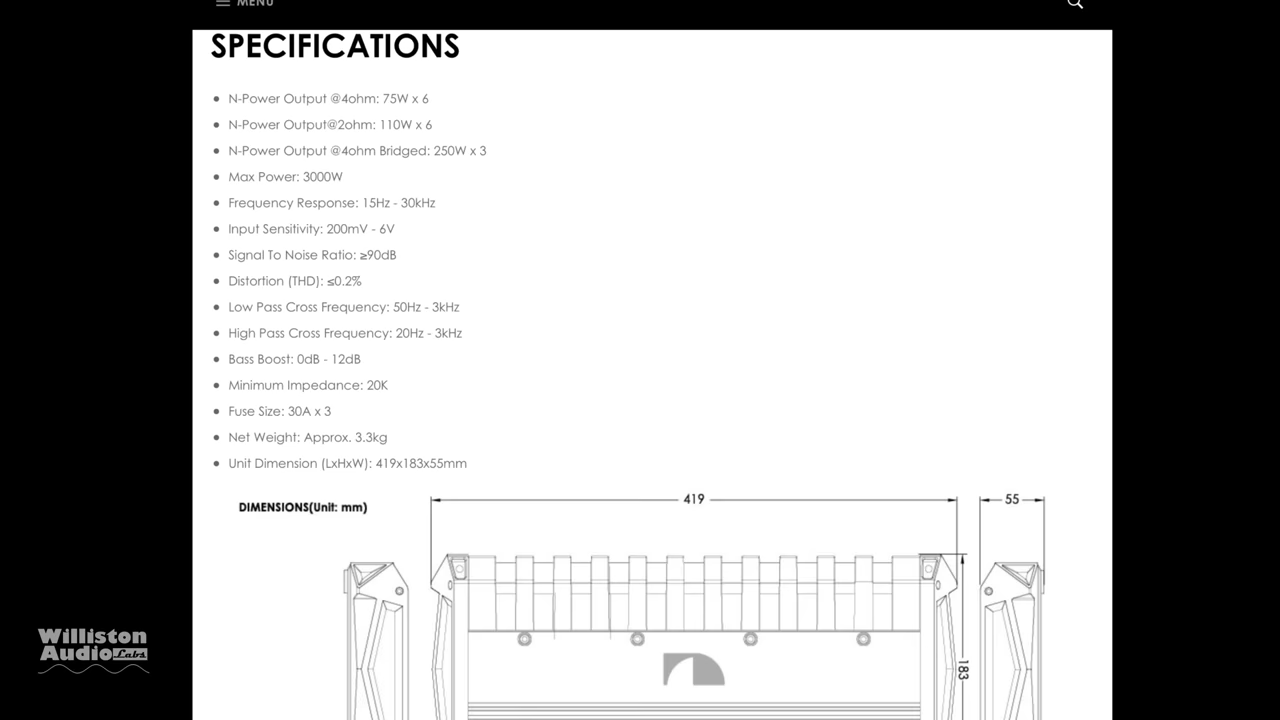 MENU
SPECIFICATIONS
N-Power Output @4ohm: 75W x 6
N-Power Output@2ohm: 110W x 6
N-Power Output @4ohm Bridged: 250W x 3
Max Power: 3000W
Frequency Response: 15Hz - 30kHz
Input Sensitivity: 200mV - 6V
Signal To Noise Ratio: ≥90dB
Distortion (THD): ≤0.2%
Low Pass Cross Frequency: 50Hz - 3kHz
High Pass Cross Frequency: 20Hz - 3kHz
Bass Boost: 0dB - 12dB
Minimum Impedance: 20K
Fuse Size: 30A x 3
Net Weight: Approx. 3.3kg
Unit Dimension (LxHxW): 419x183x55mm
DIMENSIONS(Unit: mm)
419
55
183
Williston
Audio Labs